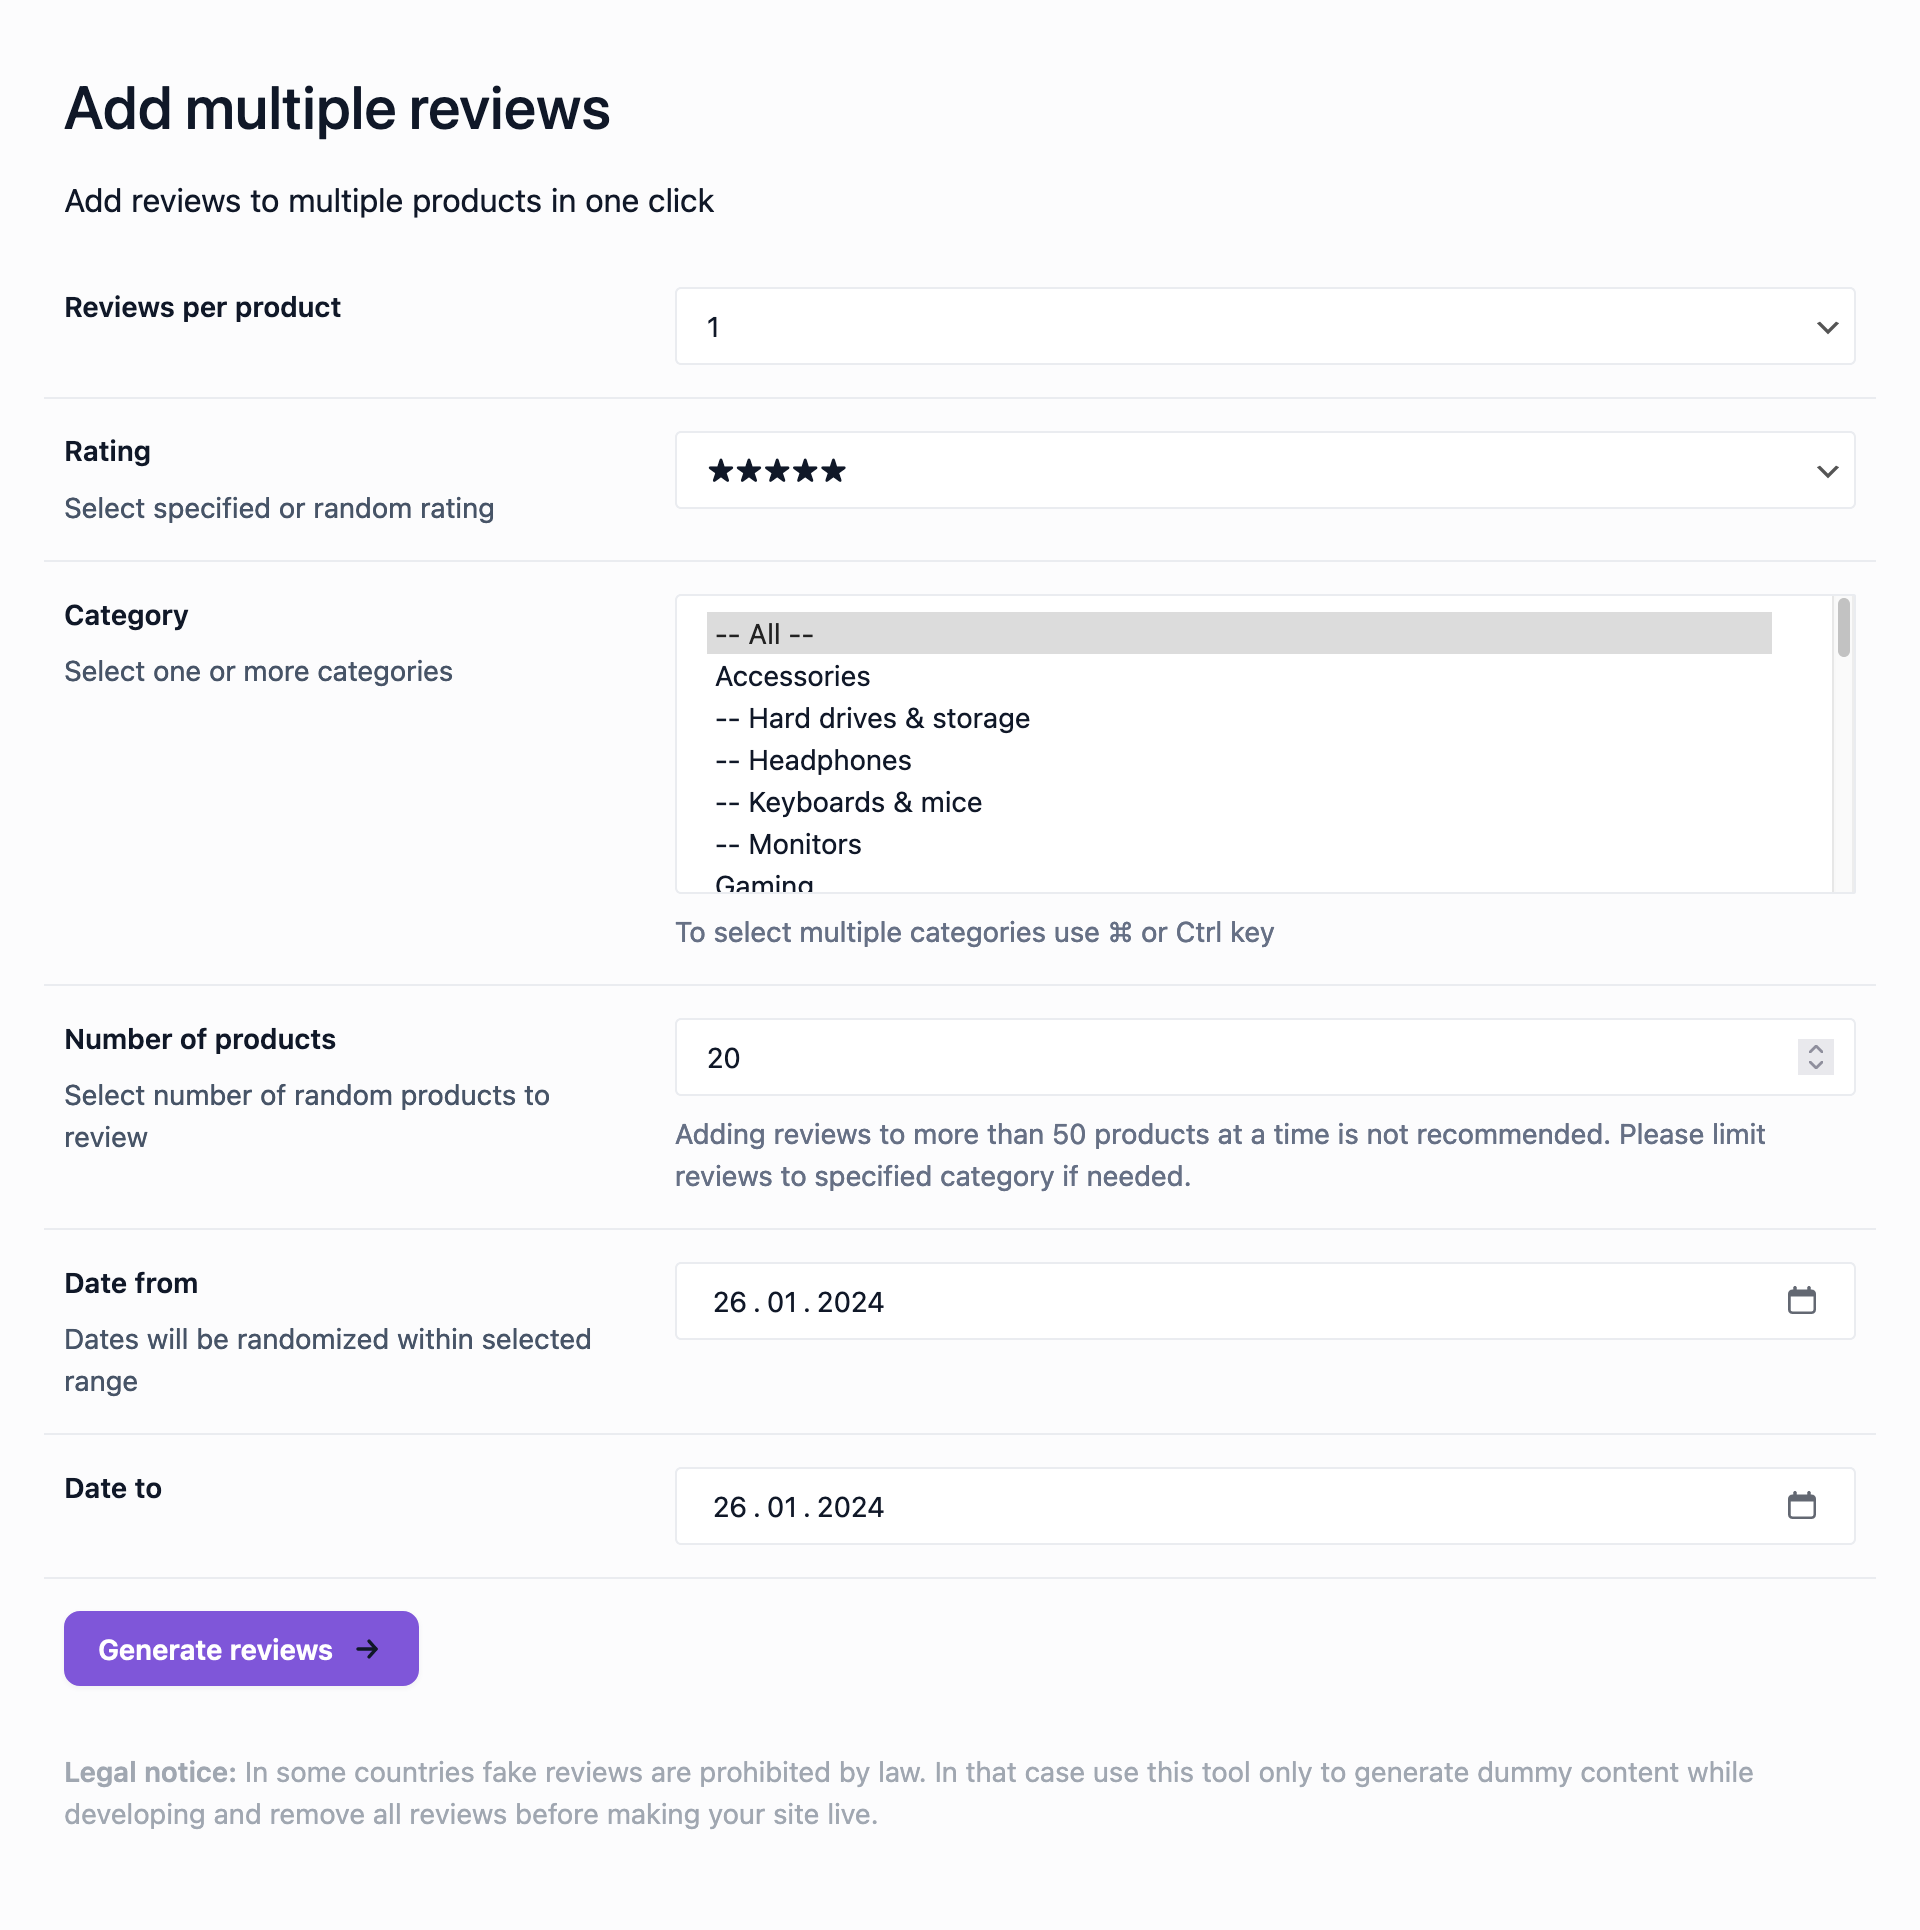 Add multiple reviews
Add reviews to multiple products in one click
Reviews per product
1
Rating
★★★★★
Select specified or random rating
Category
Select one or more categories
-- All --
Accessories
-- Hard drives & storage
-- Headphones
-- Keyboards & mice
-- Monitors
Gaming
To select multiple categories use ⌘ or Ctrl key
Number of products
20
Select number of random products to
review
Adding reviews to more than 50 products at a time is not recommended. Please limit
reviews to specified category if needed.
Date from
26.01.2024
Dates will be randomized within selected
range
Date to
26.01.2024
Generate reviews →
Legal notice: In some countries fake reviews are prohibited by law. In that case use this tool only to generate dummy content while
developing and remove all reviews before making your site live.